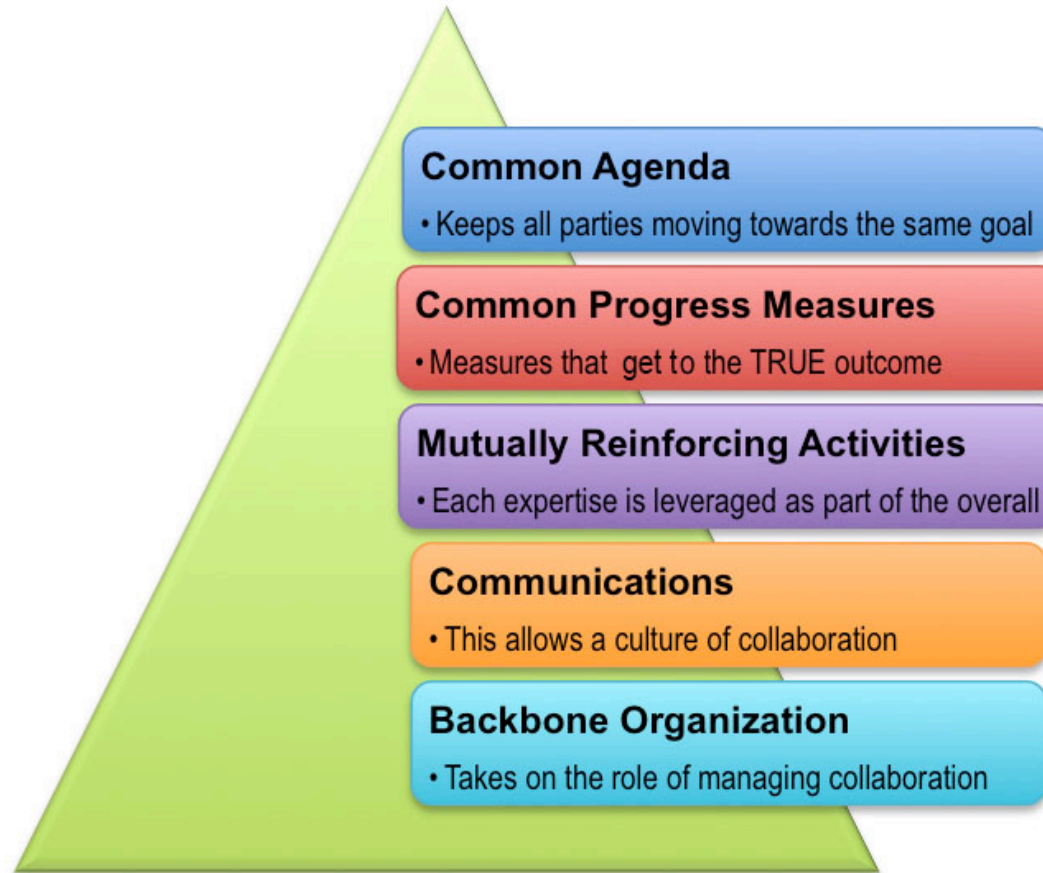 Common Agenda
• Keeps all parties moving towards the same goal
Common Progress Measures
• Measures that get to the TRUE outcome
Mutually Reinforcing Activities
• Each expertise is leveraged as part of the overall
Communications
• This allows a culture of collaboration
Backbone Organization
• Takes on the role of managing collaboration